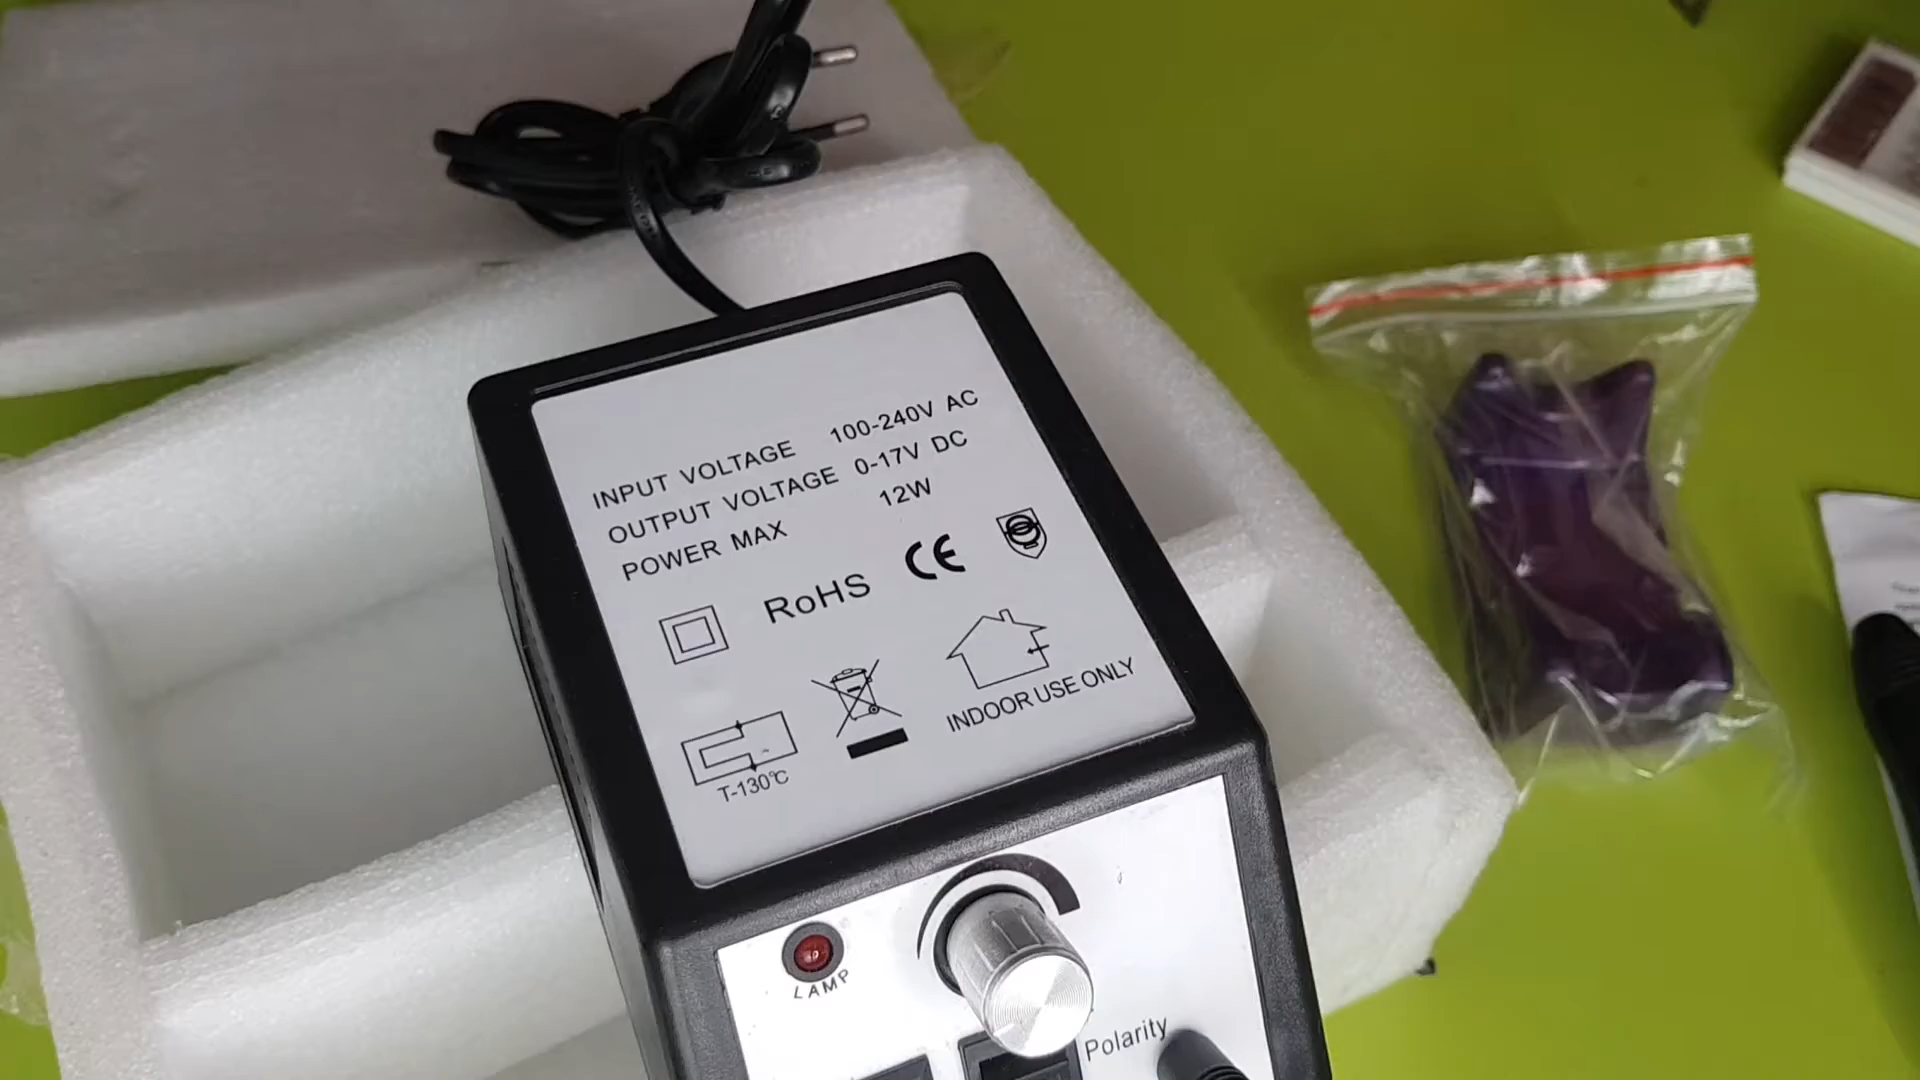 INPUT VOLTAGE 100-240V AC
OUTPUT VOLTAGE 0-17V DC
POWER MAX 12W
RoHS CE
INDOOR USE ONLY
T-130℃
LAMP
Polarity